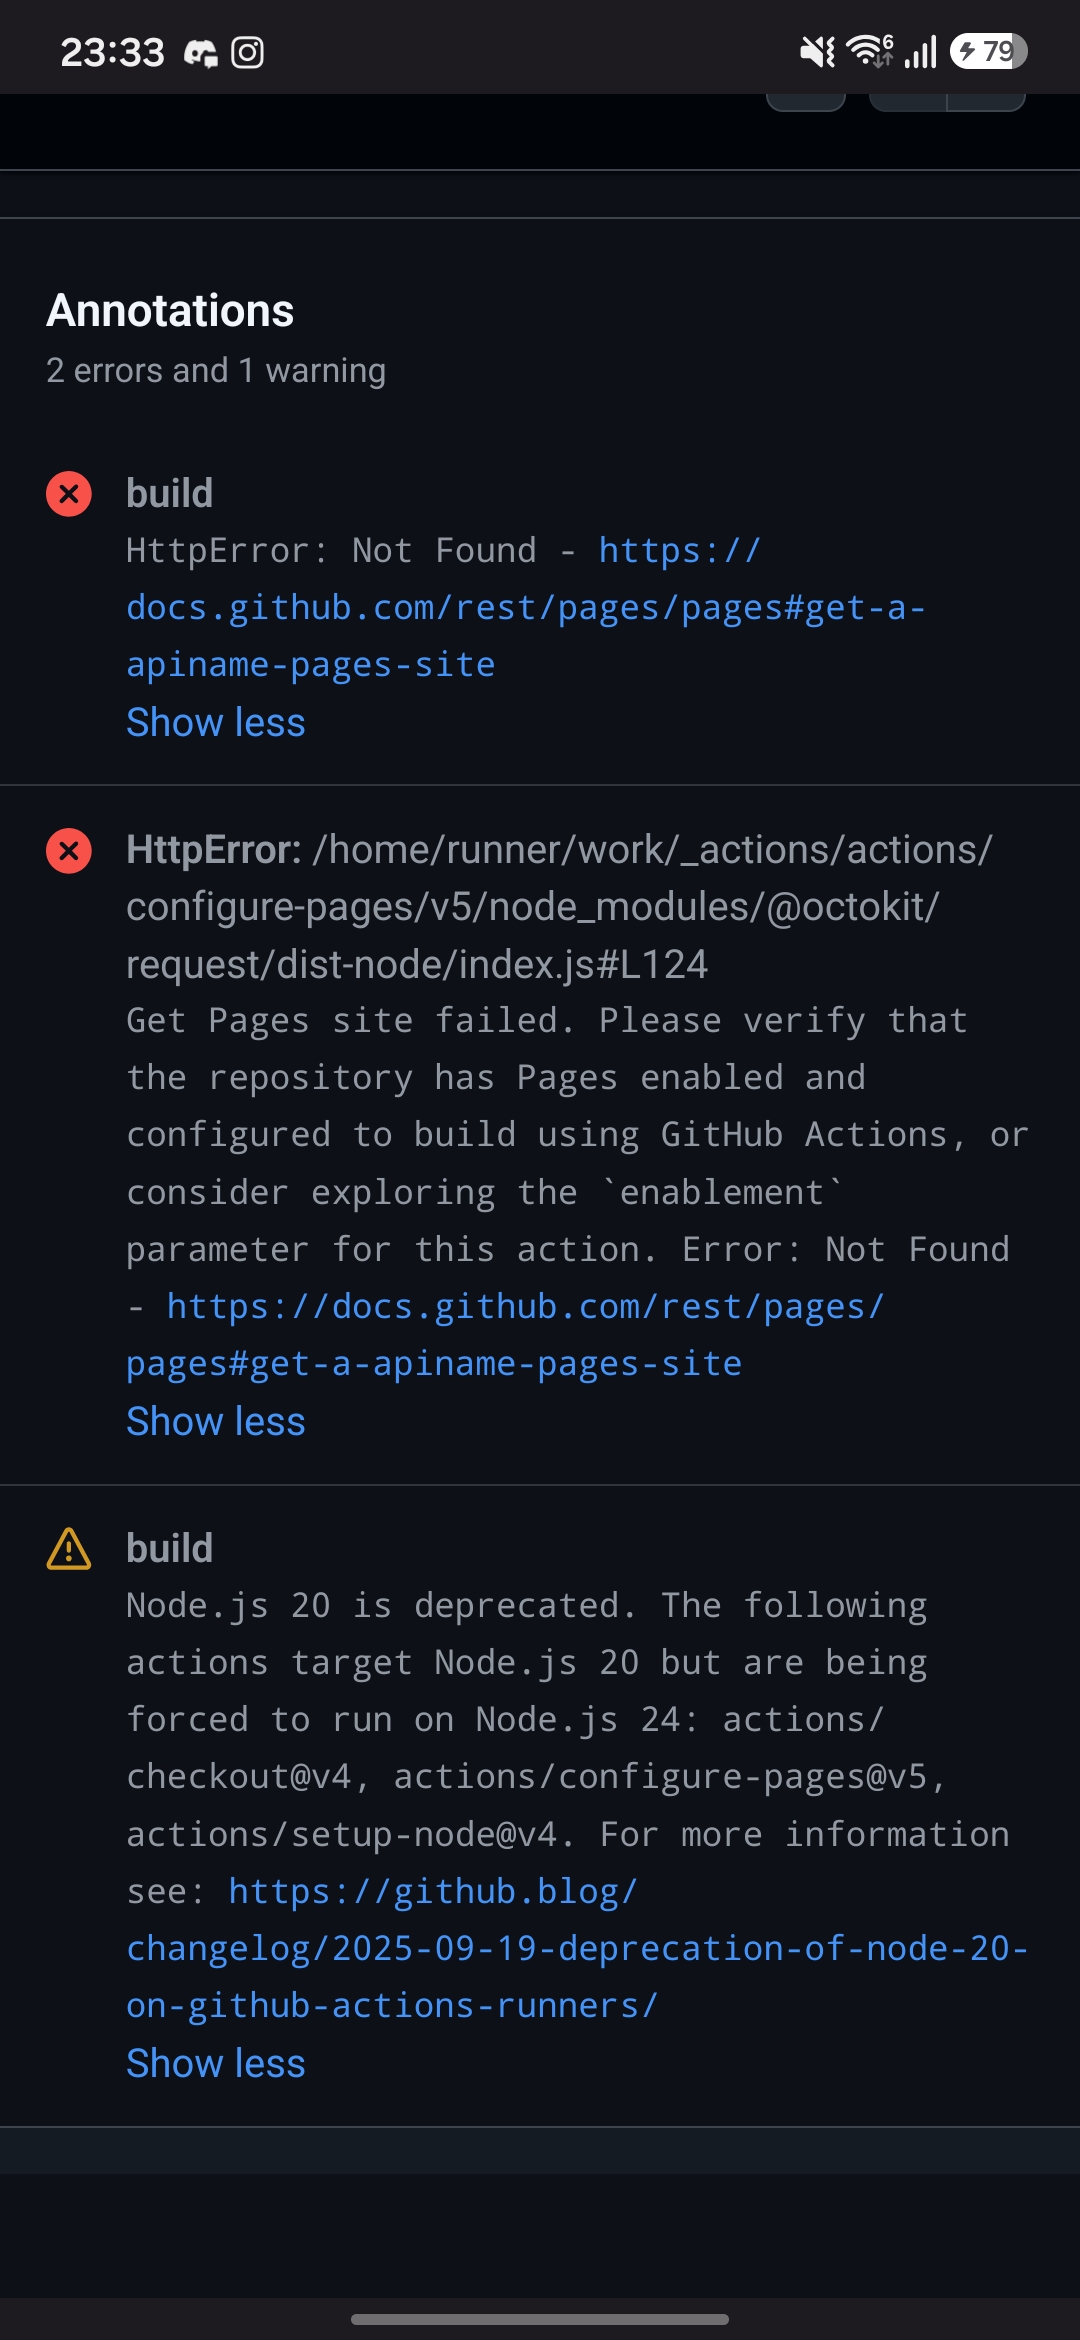 23:33
6
79
Annotations
2 errors and 1 warning
build
HttpError: Not Found - https://
docs.github.com/rest/pages/pages#get-a-
apiname-pages-site
Show less
HttpError: /home/runner/work/_actions/actions/
configure-pages/v5/node_modules/@octokit/
request/dist-node/index.js#L124
Get Pages site failed. Please verify that
the repository has Pages enabled and
configured to build using GitHub Actions, or
consider exploring the `enablement`
parameter for this action. Error: Not Found
- https://docs.github.com/rest/pages/
pages#get-a-apiname-pages-site
Show less
build
Node.js 20 is deprecated. The following
actions target Node.js 20 but are being
forced to run on Node.js 24: actions/
checkout@v4, actions/configure-pages@v5,
actions/setup-node@v4. For more information
see: https://github.blog/
changelog/2025-09-19-deprecation-of-node-20-
on-github-actions-runners/
Show less